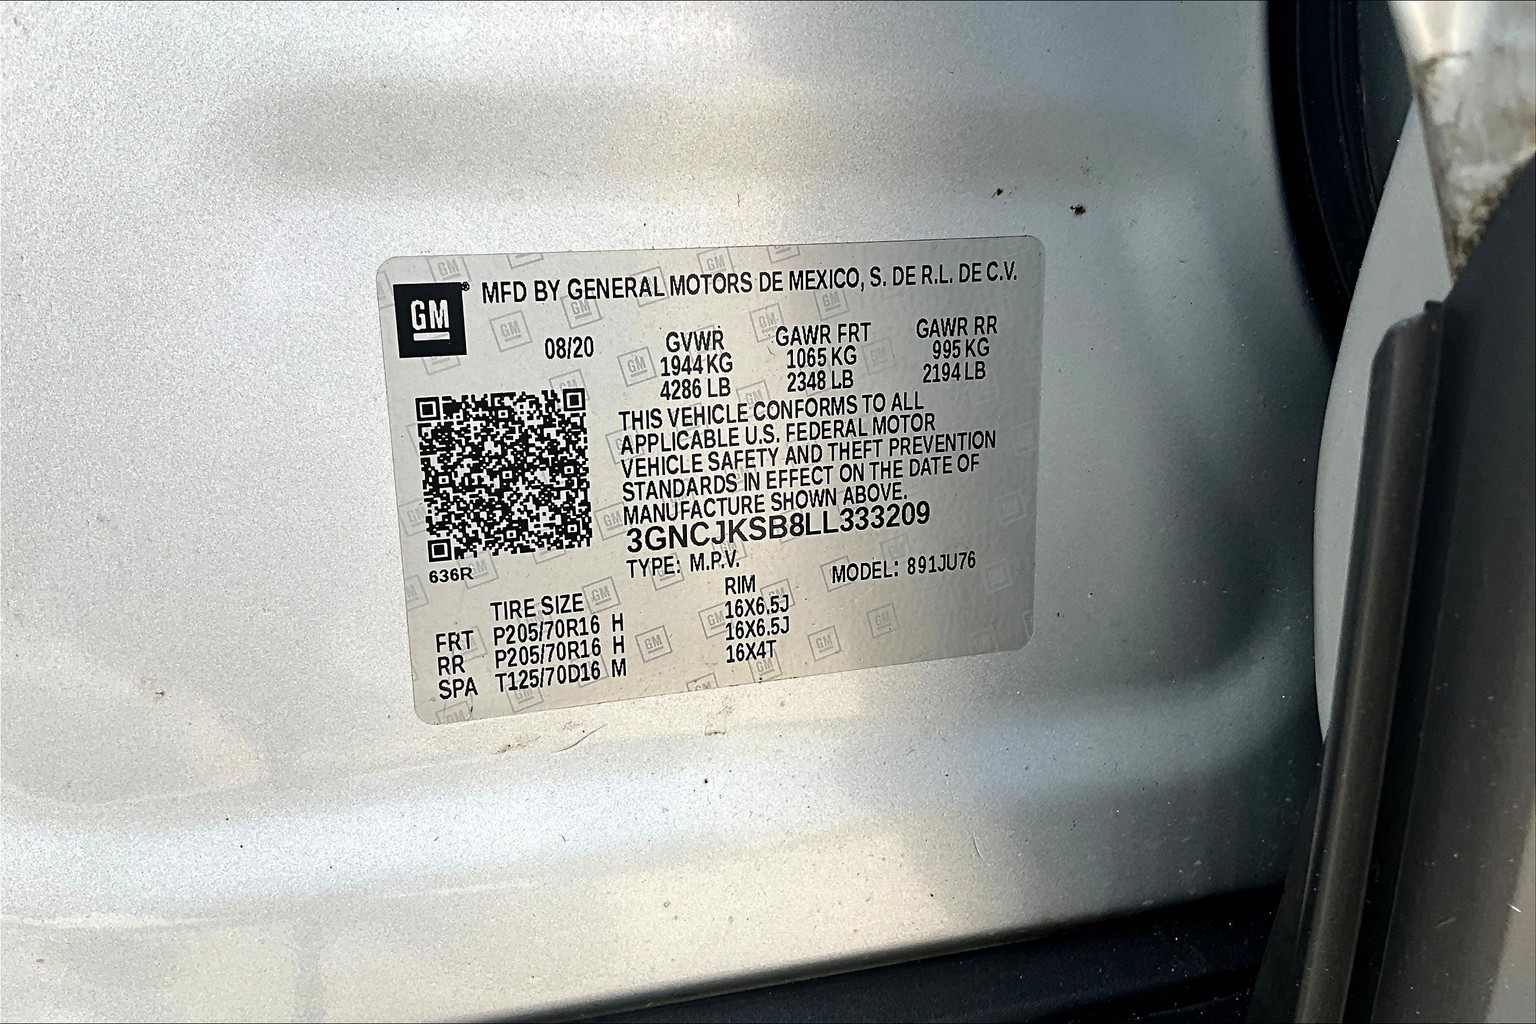 GM® MFD BY GENERAL MOTORS DE MEXICO, S. DE R.L. DE C.V.
08/20 GVWR GAWR FRT GAWR RR
1944 KG 1065 KG 995 KG
4286 LB 2348 LB 2194 LB
THIS VEHICLE CONFORMS TO ALL
APPLICABLE U.S. FEDERAL MOTOR
VEHICLE SAFETY AND THEFT PREVENTION
STANDARDS IN EFFECT ON THE DATE OF
MANUFACTURE SHOWN ABOVE.
3GNCJKSB8LL333209
636R
TYPE: M.P.V. MODEL: 891JU76
TIRE SIZE RIM
FRT P205/70R16 H 16X6.5J
RR P205/70R16 H 16X6.5J
SPA T125/70D16 M 16X4T